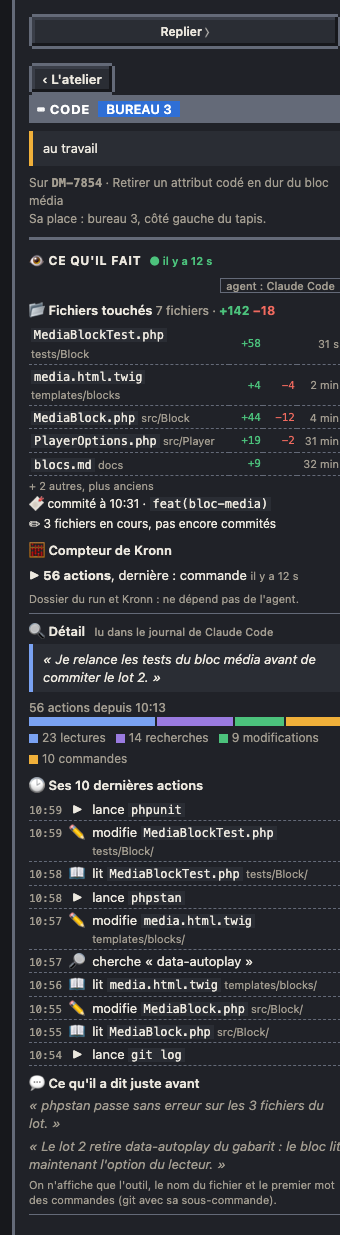 Replier 〉
‹ L'atelier
CODE BUREAU 3
au travail
Sur DM-7854 · Retirer un attribut codé en dur du bloc
média
Sa place : bureau 3, côté gauche du tapis.
CE QU'IL FAIT il y a 12 s
agent : Claude Code
Fichiers touchés 7 fichiers · +142 −18
MediaBlockTest.php
tests/Block +58 31 s
media.html.twig
templates/blocks +4 −4 2 min
MediaBlock.php src/Block +44 −12 4 min
PlayerOptions.php src/Player +19 −2 31 min
blocs.md docs +9 32 min
+ 2 autres, plus anciens
commité à 10:31 · feat(bloc-media)
3 fichiers en cours, pas encore commités
Compteur de Kronn
56 actions, dernière : commande il y a 12 s
Dossier du run et Kronn : ne dépend pas de l'agent.
Détail lu dans le journal de Claude Code
« Je relance les tests du bloc média avant de
commiter le lot 2. »
56 actions depuis 10:13
23 lectures 14 recherches 9 modifications
10 commandes
Ses 10 dernières actions
10:59 lance phpunit
10:59 modifie MediaBlockTest.php
tests/Block/
10:58 lit MediaBlockTest.php tests/Block/
10:58 lance phpstan
10:57 modifie media.html.twig
templates/blocks/
10:57 cherche « data-autoplay »
10:56 lit media.html.twig templates/blocks/
10:55 modifie MediaBlock.php src/Block/
10:55 lit MediaBlock.php src/Block/
10:54 lance git log
Ce qu'il a dit juste avant
« phpstan passe sans erreur sur les 3 fichiers du
lot. »
« Le lot 2 retire data-autoplay du gabarit : le bloc lit
maintenant l'option du lecteur. »
On n'affiche que l'outil, le nom du fichier et le premier mot
des commandes (git avec sa sous-commande).